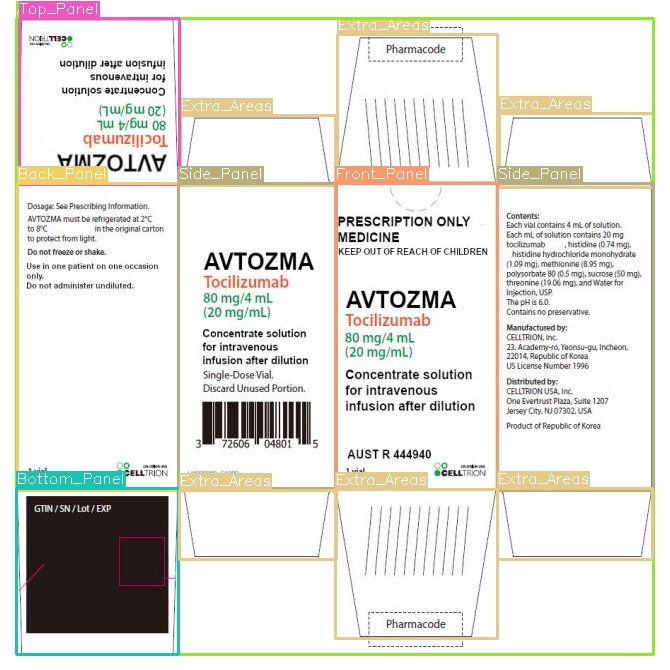 Top_Panel
CELLTRION USA
CELLTRION
infusion after dilution
for intravenous
Concentrate solution
(20 mg/mL)
80 mg/4 mL
Tocilizumab
AVTOZMA
Extra_Areas
Extra_Areas
Pharmacode
Extra_Areas
Back_Panel
Dosage: See Prescribing Information.
AVTOZMA must be refrigerated at 2°C
to 8°C in the original carton
to protect from light.
Do not freeze or shake.
Use in one patient on one occasion
only.
Do not administer undiluted.
Side_Panel
AVTOZMA
Tocilizumab
80 mg/4 mL
(20 mg/mL)
Concentrate solution
for intravenous
infusion after dilution
Single-Dose Vial.
Discard Unused Portion.
3 72606 04801 5
Front_Panel
PRESCRIPTION ONLY
MEDICINE
KEEP OUT OF REACH OF CHILDREN
AVTOZMA
Tocilizumab
80 mg/4 mL
(20 mg/mL)
Concentrate solution
for intravenous
infusion after dilution
AUST R 444940
1 vial
CELLTRION USA
CELLTRION
Side_Panel
Contents:
Each vial contains 4 mL of solution.
Each mL of solution contains 20 mg
tocilizumab , histidine (0.74 mg),
histidine hydrochloride monohydrate
(1.09 mg), methionine (8.95 mg),
polysorbate 80 (0.5 mg), sucrose (50 mg),
threonine (19.06 mg), and Water for
Injection, USP.
The pH is 6.0.
Contains no preservative.
Manufactured by:
CELLTRION, Inc.
23, Academy-ro, Yeonsu-gu, Incheon,
22014, Republic of Korea
US License Number 1996
Distributed by:
CELLTRION USA, Inc.
One Evertrust Plaza, Suite 1207
Jersey City, NJ 07302, USA
Product of Republic of Korea
1 vial
CELLTRION USA
CELLTRION
Bottom_Panel
GTIN / SN / Lot / EXP
Extra_Areas
Extra_Areas
Pharmacode
Extra_Areas